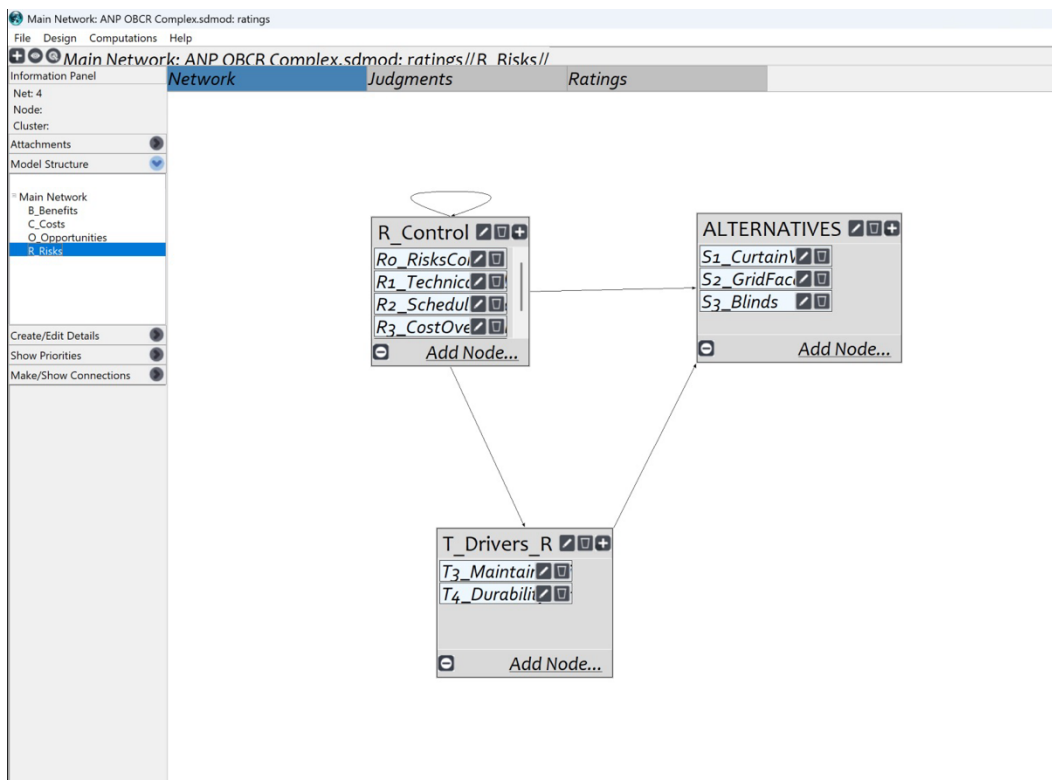 Main Network: ANP OBCR Complex.sdmod: ratings
File Design Computations Help
Main Network: ANP OBCR Complex.sdmod: ratings//R_Risks//
Information Panel
Network Judgments Ratings
Net: 4
Node:
Cluster:
Attachments
Model Structure
Main Network
B_Benefits
C_Costs
O_Opportunities
R_Risks
Create/Edit Details
Show Priorities
Make/Show Connections
R_Control
R0_RisksCo
R1_Technic
R2_Schedul
R3_CostOve
Add Node...
ALTERNATIVES
S1_Curtain
S2_GridFac
S3_Blinds
Add Node...
T_Drivers_R
T3_Maintai
T4_Durabili
Add Node...